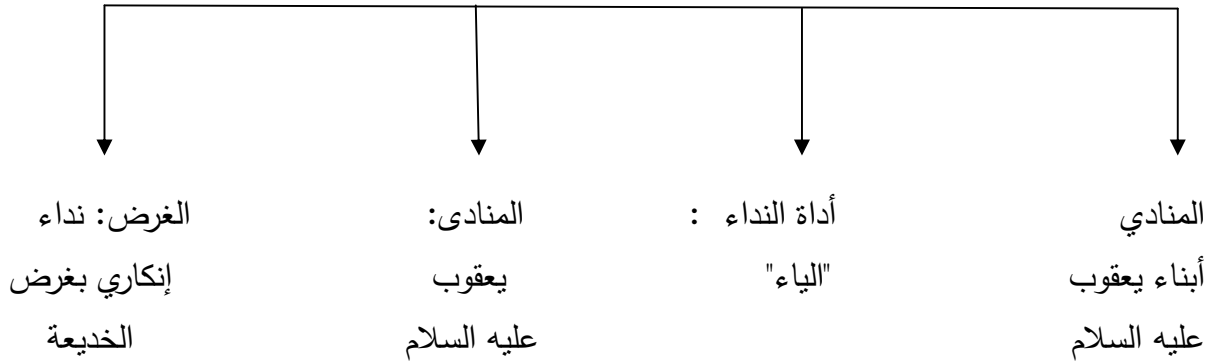 المنادي
أبناء يعقوب
عليه السلام
أداة النداء :
"الياء"
المنادى:
يعقوب
عليه السلام
الغرض: نداء
إنكاري بغرض
الخديعة